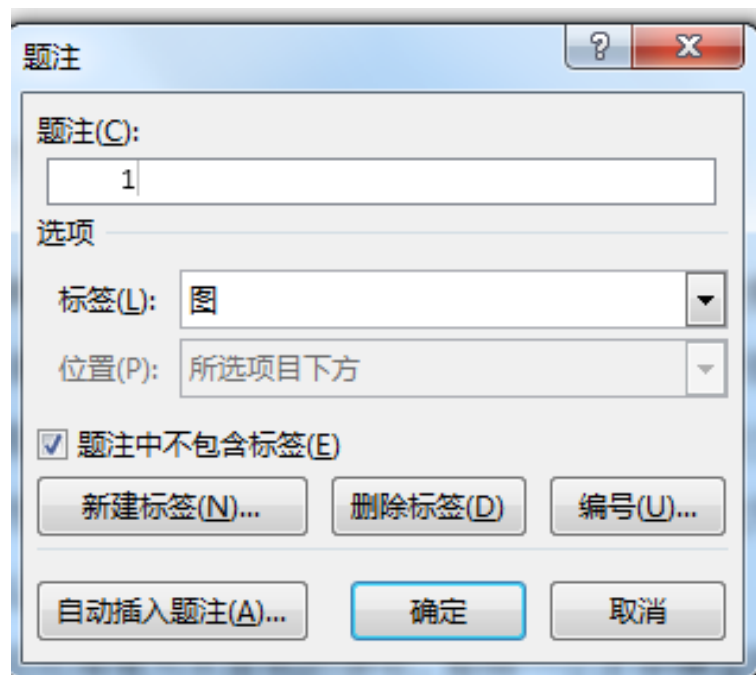 题注
题注(C):
1
选项
标签(L): 图
位置(P): 所选项目下方
题注中不包含标签(E)
新建标签(N)... 删除标签(D) 编号(U)...
自动插入题注(A)... 确定 取消